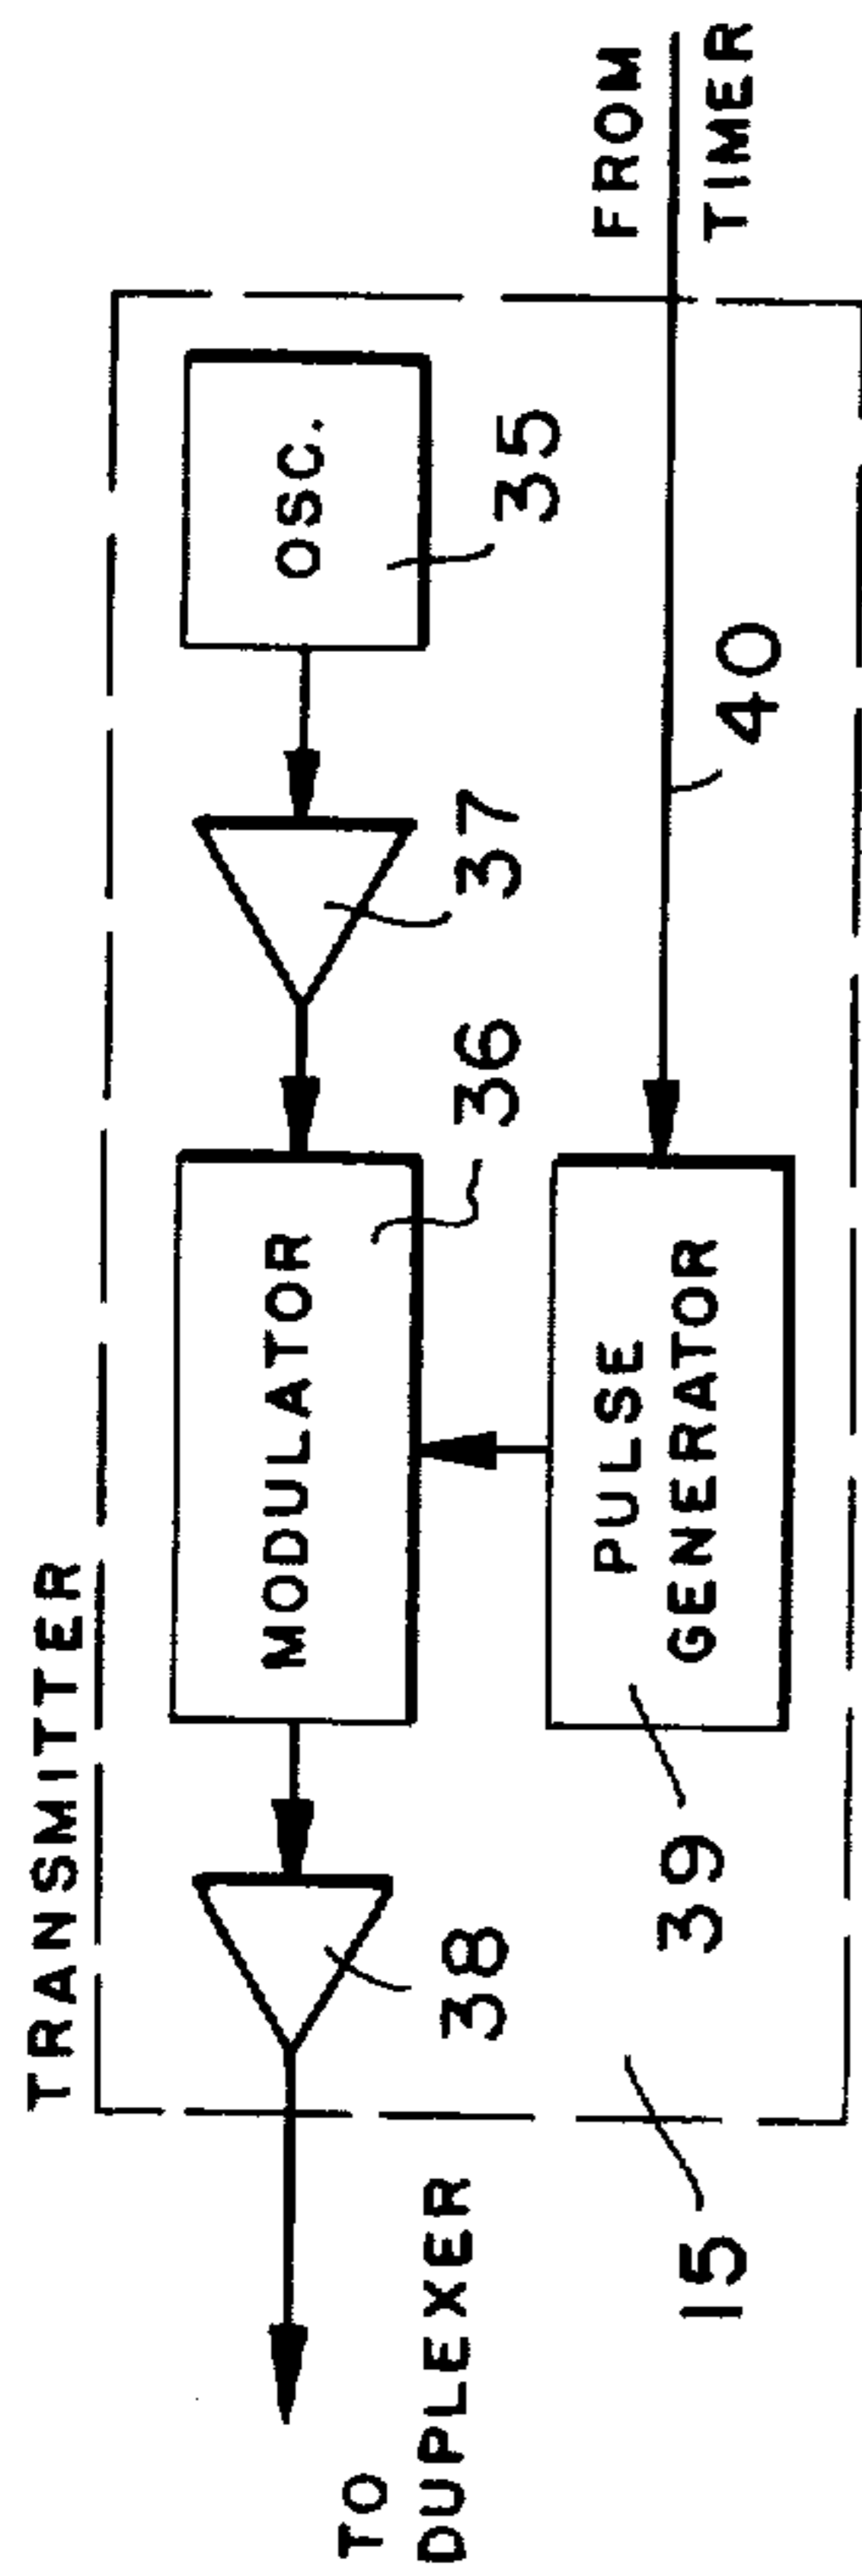 TRANSMITTER
TO
DUPLEXER
38
MODULATOR
36
37
OSC.
35
15
39
PULSE
GENERATOR
40
FROM
TIMER